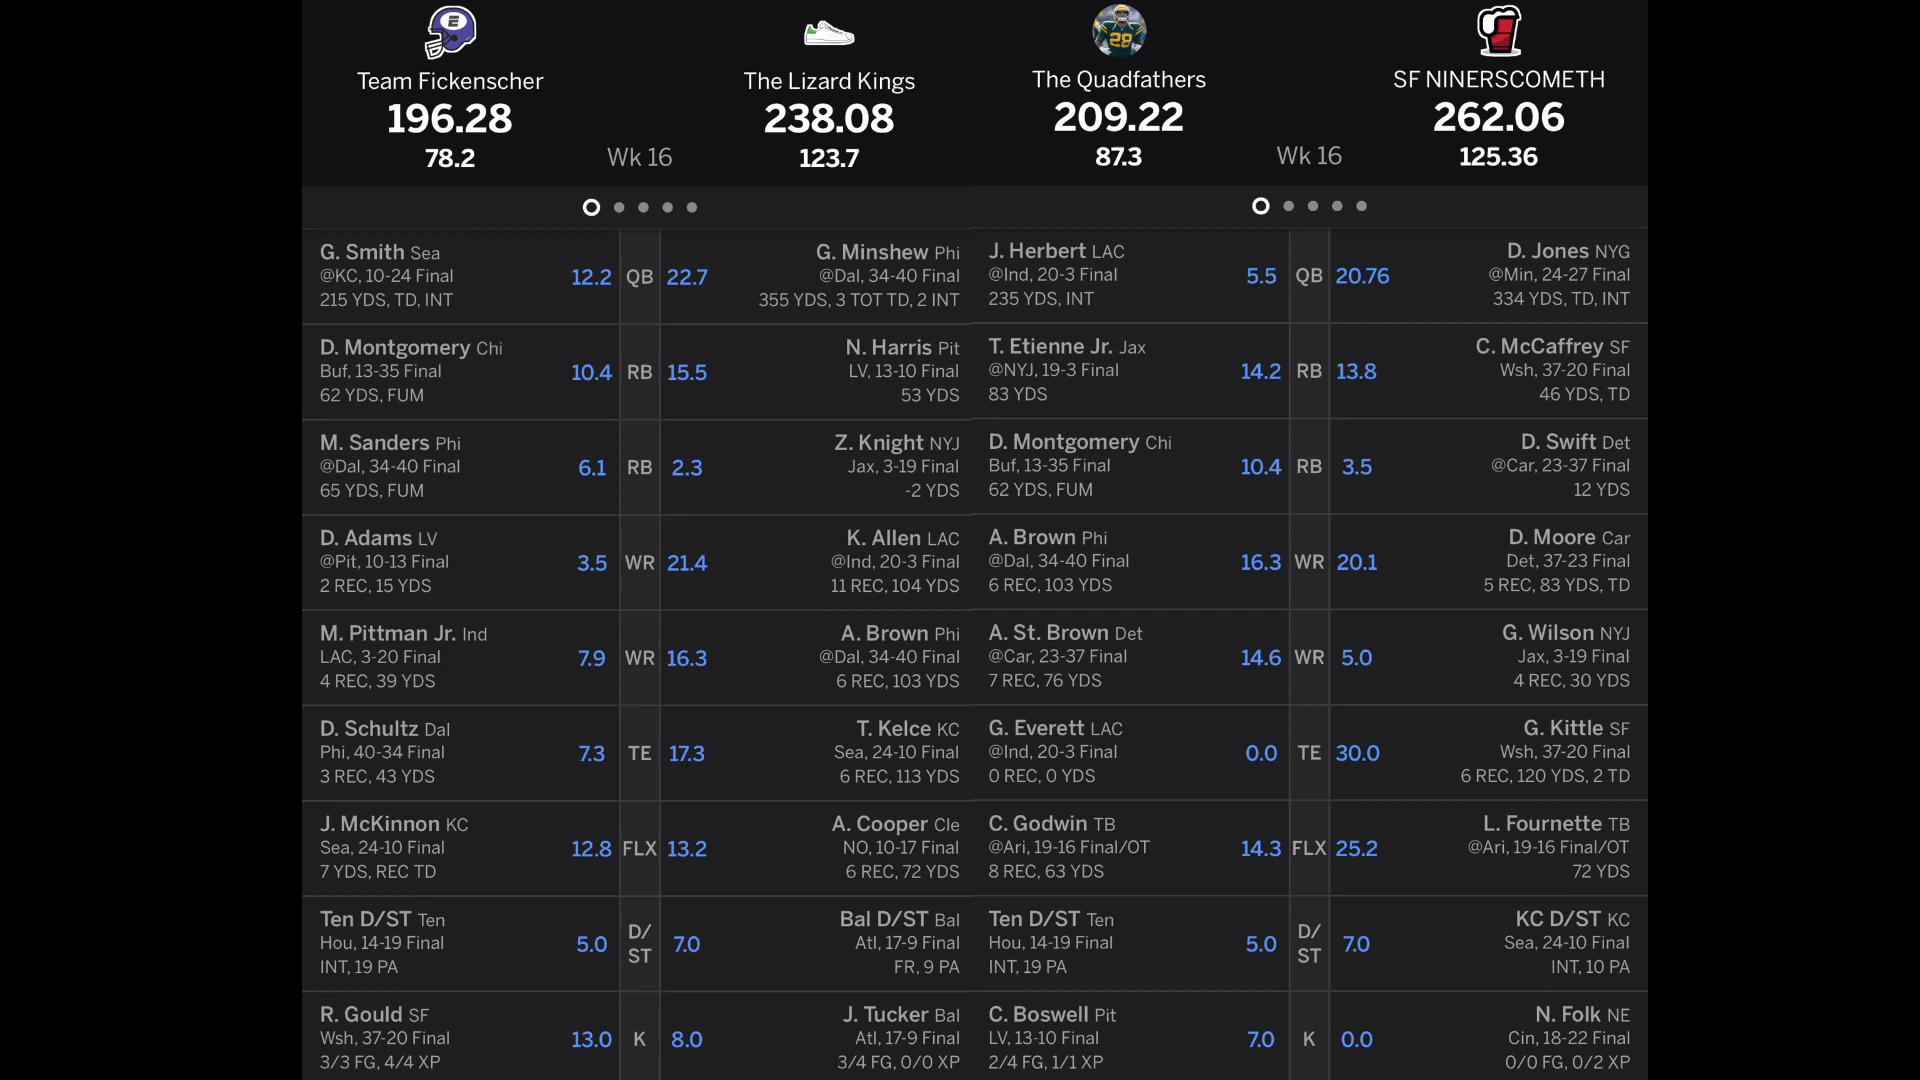 E
Team Fickenscher
196.28
78.2
Wk 16
The Lizard Kings
238.08
123.7
G. Smith Sea
@KC, 10-24 Final
215 YDS, TD, INT
12.2 QB 22.7
G. Minshew Phi
@Dal, 34-40 Final
355 YDS, 3 TOT TD, 2 INT
D. Montgomery Chi
Buf, 13-35 Final
62 YDS, FUM
10.4 RB 15.5
N. Harris Pit
LV, 13-10 Final
53 YDS
M. Sanders Phi
@Dal, 34-40 Final
65 YDS, FUM
6.1 RB 2.3
Z. Knight NYJ
Jax, 3-19 Final
-2 YDS
D. Adams LV
@Pit, 10-13 Final
2 REC, 15 YDS
3.5 WR 21.4
K. Allen LAC
@Ind, 20-3 Final
11 REC, 104 YDS
M. Pittman Jr. Ind
LAC, 3-20 Final
4 REC, 39 YDS
7.9 WR 16.3
A. Brown Phi
@Dal, 34-40 Final
6 REC, 103 YDS
D. Schultz Dal
Phi, 40-34 Final
3 REC, 43 YDS
7.3 TE 17.3
T. Kelce KC
Sea, 24-10 Final
6 REC, 113 YDS
J. McKinnon KC
Sea, 24-10 Final
7 YDS, REC TD
12.8 FLX 13.2
A. Cooper Cle
NO, 10-17 Final
6 REC, 72 YDS
Ten D/ST Ten
Hou, 14-19 Final
INT, 19 PA
5.0 D/ST 7.0
Bal D/ST Bal
Atl, 17-9 Final
FR, 9 PA
R. Gould SF
Wsh, 37-20 Final
3/3 FG, 4/4 XP
13.0 K 8.0
J. Tucker Bal
Atl, 17-9 Final
3/4 FG, 0/0 XP
28
The Quadfathers
209.22
87.3
Wk 16
SF NINERSCOMETH
262.06
125.36
J. Herbert LAC
@Ind, 20-3 Final
235 YDS, INT
5.5 QB 20.76
D. Jones NYG
@Min, 24-27 Final
334 YDS, TD, INT
T. Etienne Jr. Jax
@NYJ, 19-3 Final
83 YDS
14.2 RB 13.8
C. McCaffrey SF
Wsh, 37-20 Final
46 YDS, TD
D. Montgomery Chi
Buf, 13-35 Final
62 YDS, FUM
10.4 RB 3.5
D. Swift Det
@Car, 23-37 Final
12 YDS
A. Brown Phi
@Dal, 34-40 Final
6 REC, 103 YDS
16.3 WR 20.1
D. Moore Car
Det, 37-23 Final
5 REC, 83 YDS, TD
A. St. Brown Det
@Car, 23-37 Final
7 REC, 76 YDS
14.6 WR 5.0
G. Wilson NYJ
Jax, 3-19 Final
4 REC, 30 YDS
G. Everett LAC
@Ind, 20-3 Final
0 REC, 0 YDS
0.0 TE 30.0
G. Kittle SF
Wsh, 37-20 Final
6 REC, 120 YDS, 2 TD
C. Godwin TB
@Ari, 19-16 Final/OT
8 REC, 63 YDS
14.3 FLX 25.2
L. Fournette TB
@Ari, 19-16 Final/OT
72 YDS
Ten D/ST Ten
Hou, 14-19 Final
INT, 19 PA
5.0 D/ST 7.0
KC D/ST KC
Sea, 24-10 Final
INT, 10 PA
C. Boswell Pit
LV, 13-10 Final
2/4 FG, 1/1 XP
7.0 K 0.0
N. Folk NE
Cin, 18-22 Final
0/0 FG, 0/2 XP